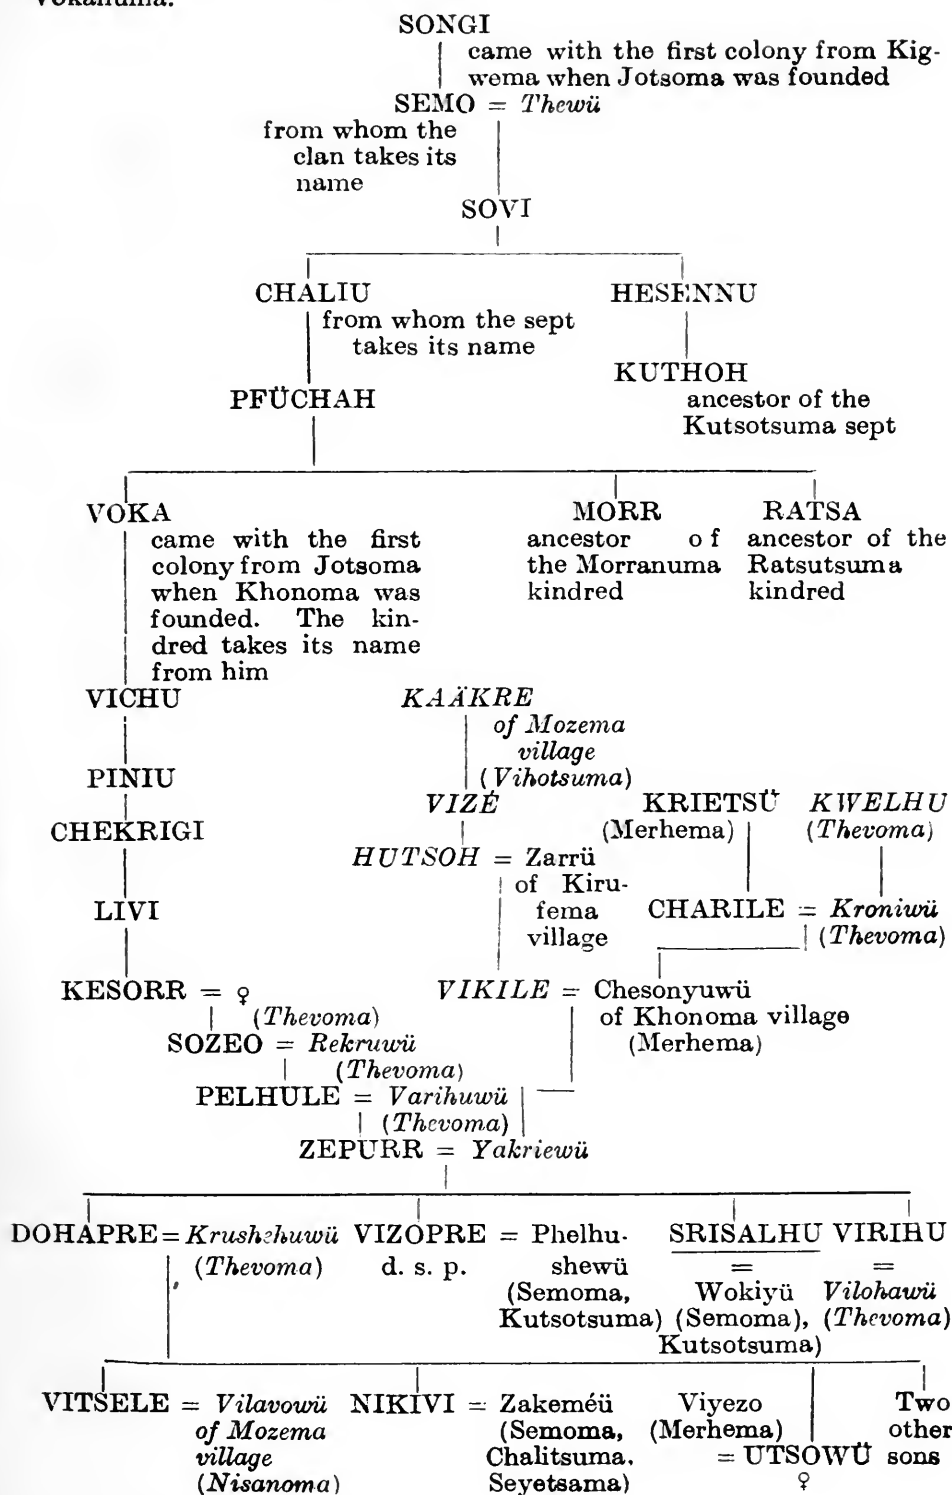 Vokanuma.
SONGI
came with the first colony from Kig-
wema when Jotsoma was founded
SEMO = Thewü
from whom the
clan takes its
name
SOVI
CHALIU HESENNU
from whom the sept
takes its name
KUTHOH
PFÜCHAH
ancestor of the
Kutsotsuma sept
VOKA MORR RATSA
came with the first
colony from Jotsoma
when Khonoma was
founded. The kin-
dred takes its name
from him
ancestor of
the Morranuma
kindred
ancestor of the
Ratsutsuma
kindred
VICHU KAÄKRE
of Mozema
village
(Vihotsuma)
PINIU
VIZÉ KRIETSÜ KWELHU
CHEKRIGI (Merhema) (Thevoma)
HUTSOH = Zarrü
of Kiru-
fema
village
LIVI CHARILE = Kroniwü
(Thevoma)
KESORR = ♀ VIKILE = Chesonyuwü
(Thevoma) of Khonoma village
SOZEO = Rekruwü (Merhema)
(Thevoma)
PELHULE = Varihuwü
(Thevoma)
ZEPURR = Yakriewü
DOHAPRE = Krushehuwü VIZOPRE = Phelhu- SRISALHU VIRIHU
(Thevoma) d. s. p. shewü = =
(Semoma, Wokiyü Vilohawü
Kutsotsuma) (Semoma), (Thevoma)
Kutsotsuma)
VITSELE = Vilavowü NIKIVI = Zakeméü Viyezo Two
of Mozema (Semoma, (Merhema) other
village Chalitsuma, = UTSOWÜ sons
(Nisanoma) Seyetsama) ♀